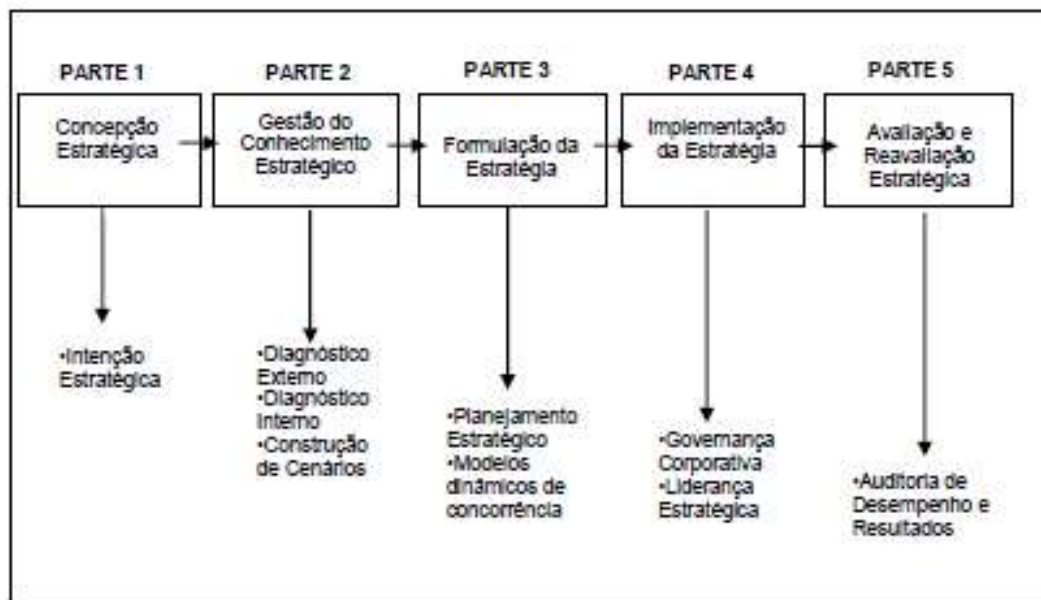 PARTE 1
Concepção
Estratégica
•Intenção
Estratégica
PARTE 2
Gestão do
Conhecimento
Estratégico
•Diagnóstico
Externo
•Diagnóstico
Interno
•Construção
de Cenários
PARTE 3
Formulação da
Estratégia
•Planejamento
Estratégico
•Modelos
dinâmicos de
concorrência
PARTE 4
Implementação
da Estratégia
•Governança
Corporativa
•Liderança
Estratégica
PARTE 5
Avaliação e
Reavaliação
Estratégica
•Auditoria de
Desempenho e
Resultados